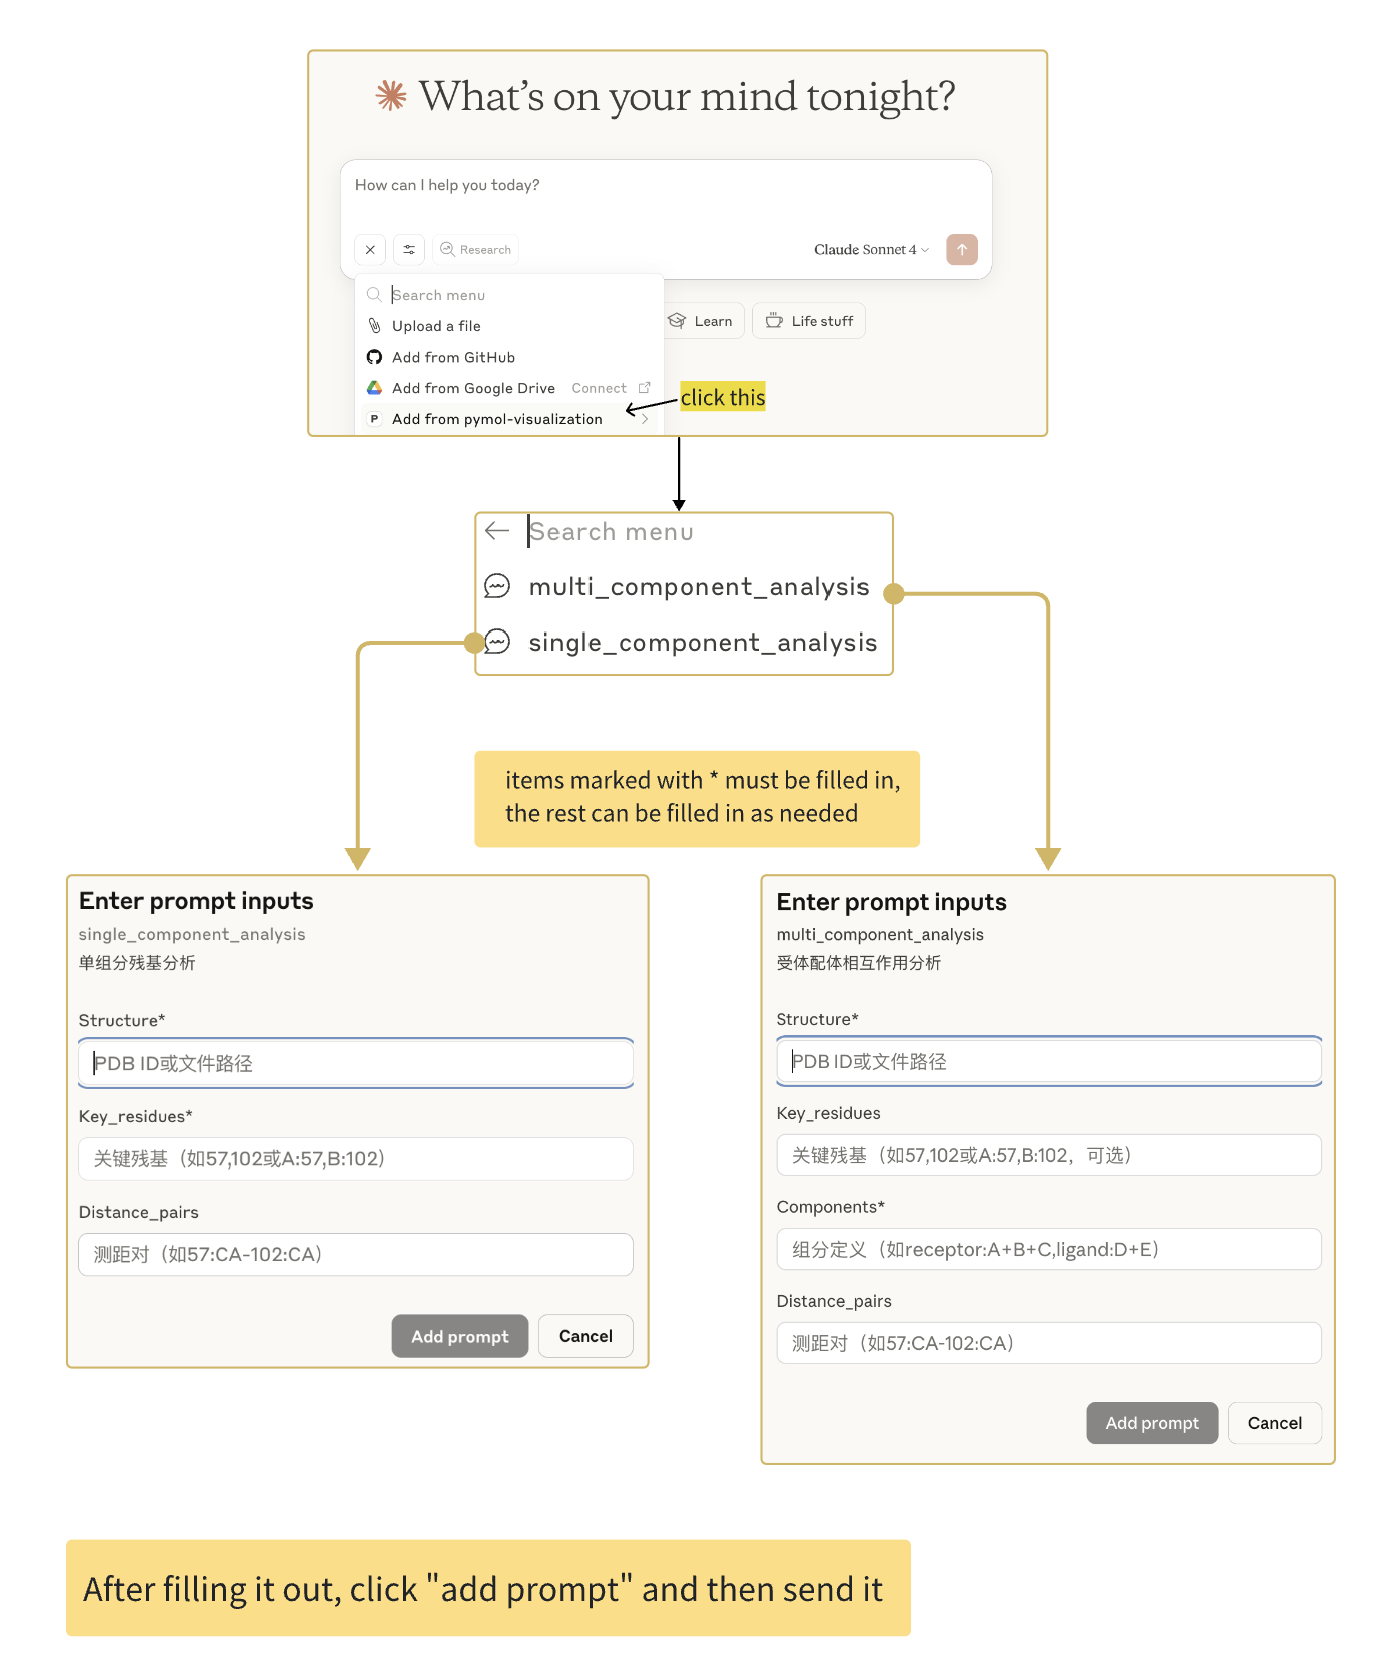 What's on your mind tonight?
How can I help you today?
Research
Claude Sonnet 4
Search menu
Upload a file
Learn
Life stuff
Add from GitHub
Add from Google Drive Connect
click this
P Add from pymol-visualization
Search menu
multi_component_analysis
single_component_analysis
items marked with * must be filled in,
the rest can be filled in as needed
Enter prompt inputs
single_component_analysis
单组分残基分析
Structure*
PDB ID或文件路径
Key_residues*
关键残基（如57,102或A:57,B:102）
Distance_pairs
测距对（如57:CA-102:CA）
Add prompt
Cancel
Enter prompt inputs
multi_component_analysis
受体配体相互作用分析
Structure*
PDB ID或文件路径
Key_residues
关键残基（如57,102或A:57,B:102，可选）
Components*
组分定义（如receptor:A+B+C,ligand:D+E）
Distance_pairs
测距对（如57:CA-102:CA）
Add prompt
Cancel
After filling it out, click "add prompt" and then send it